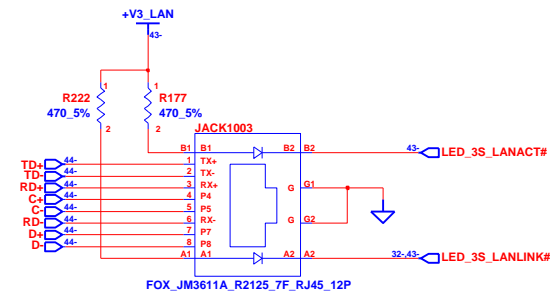 +V3_LAN
43-
1 1
R222 R177
470_5% 470_5%
2 2
JACK1003
B1 B1 B2 B2 43- LED_3S_LANACT#
TD+ 44- 1 TX+
TD- 44- 2 TX-
RD+ 44- 3 RX+ G G1
C+ 44- 4 P4
C- 44- 5 P5
RD- 44- 6 RX- G G2
D+ 44- 7 P7
D- 44- 8 P8
A1 A1 A2 A2 32-,43- LED_3S_LANLINK#
FOX_JM3611A_R2125_7F_RJ45_12P